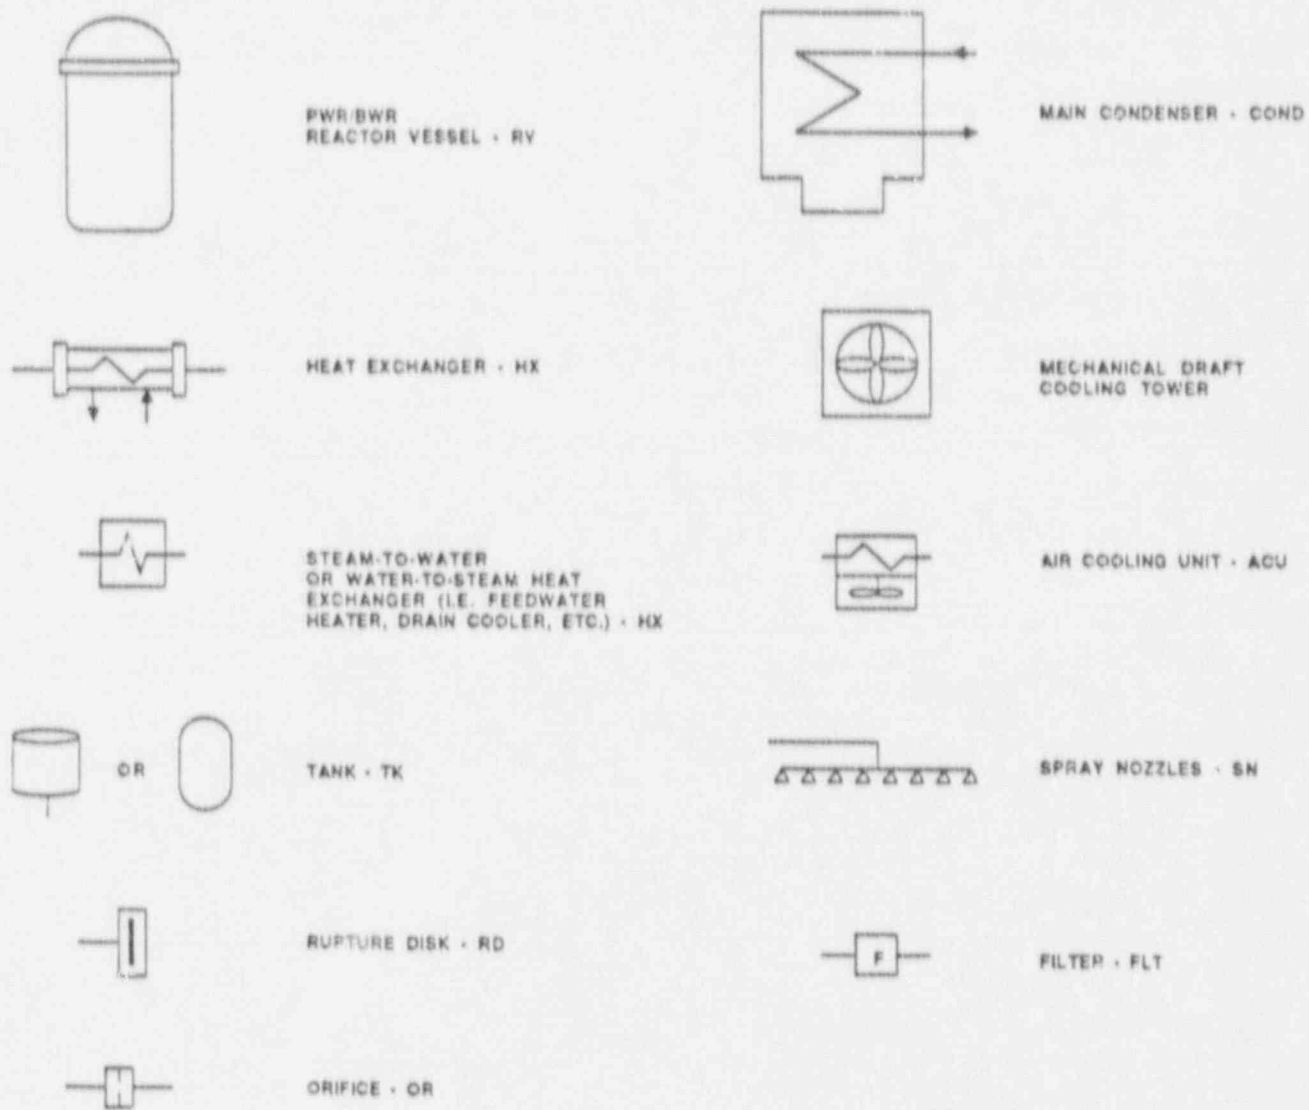 PWR/BWR
REACTOR VESSEL - RV
MAIN CONDENSER - COND
HEAT EXCHANGER - HX
MECHANICAL DRAFT
COOLING TOWER
STEAM-TO-WATER
OR WATER-TO-STEAM HEAT
EXCHANGER (I.E. FEEDWATER
HEATER, DRAIN COOLER, ETC.) - HX
AIR COOLING UNIT - ACU
OR
TANK - TK
SPRAY NOZZLES - SN
RUPTURE DISK - RD
F
FILTER - FLT
ORIFICE - OR